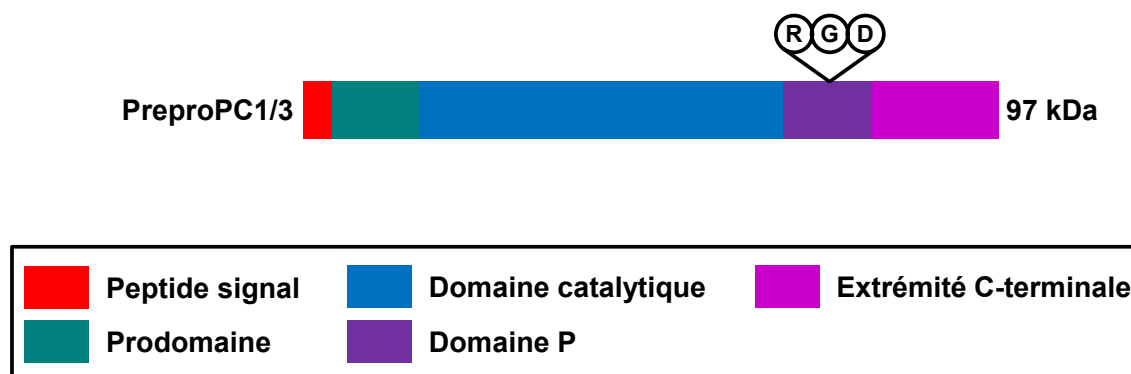 R G D
PreproPC1/3 97 kDa
Peptide signal Domaine catalytique Extrémité C-terminale
Prodomaine Domaine P